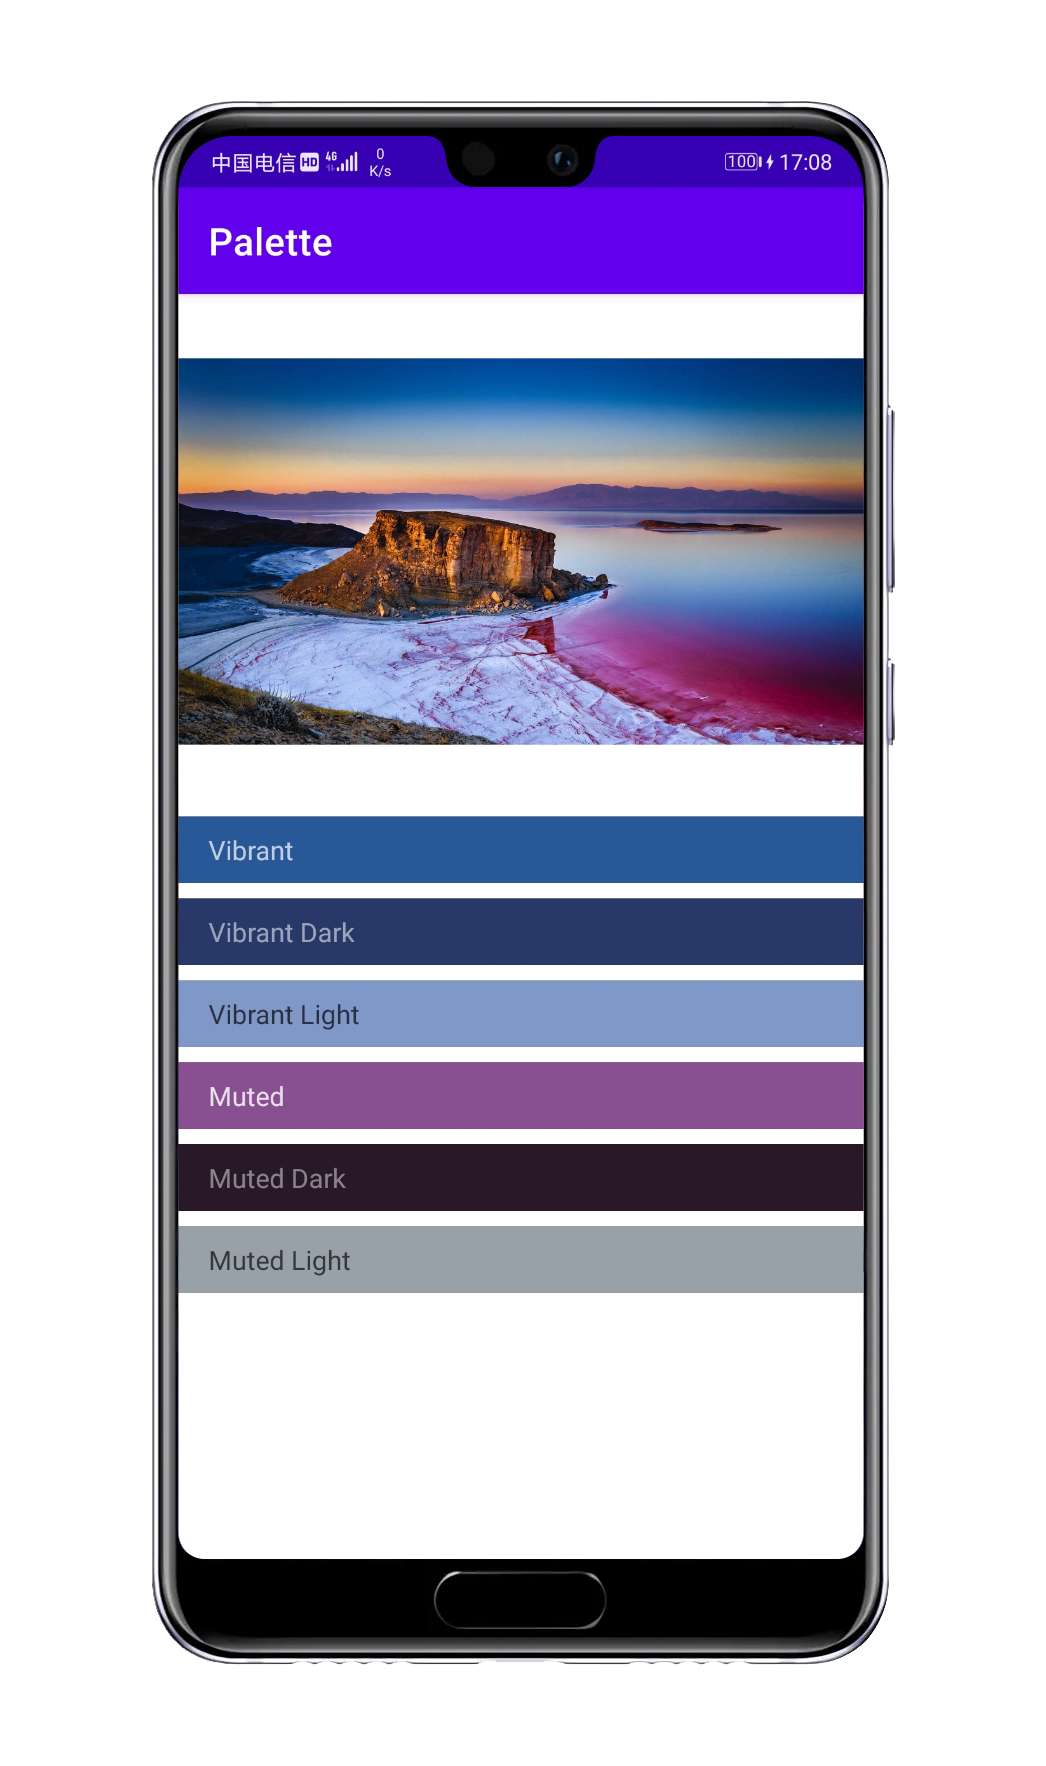 中国电信 HD 4G 0 K/s 100 17:08
Palette
Vibrant
Vibrant Dark
Vibrant Light
Muted
Muted Dark
Muted Light